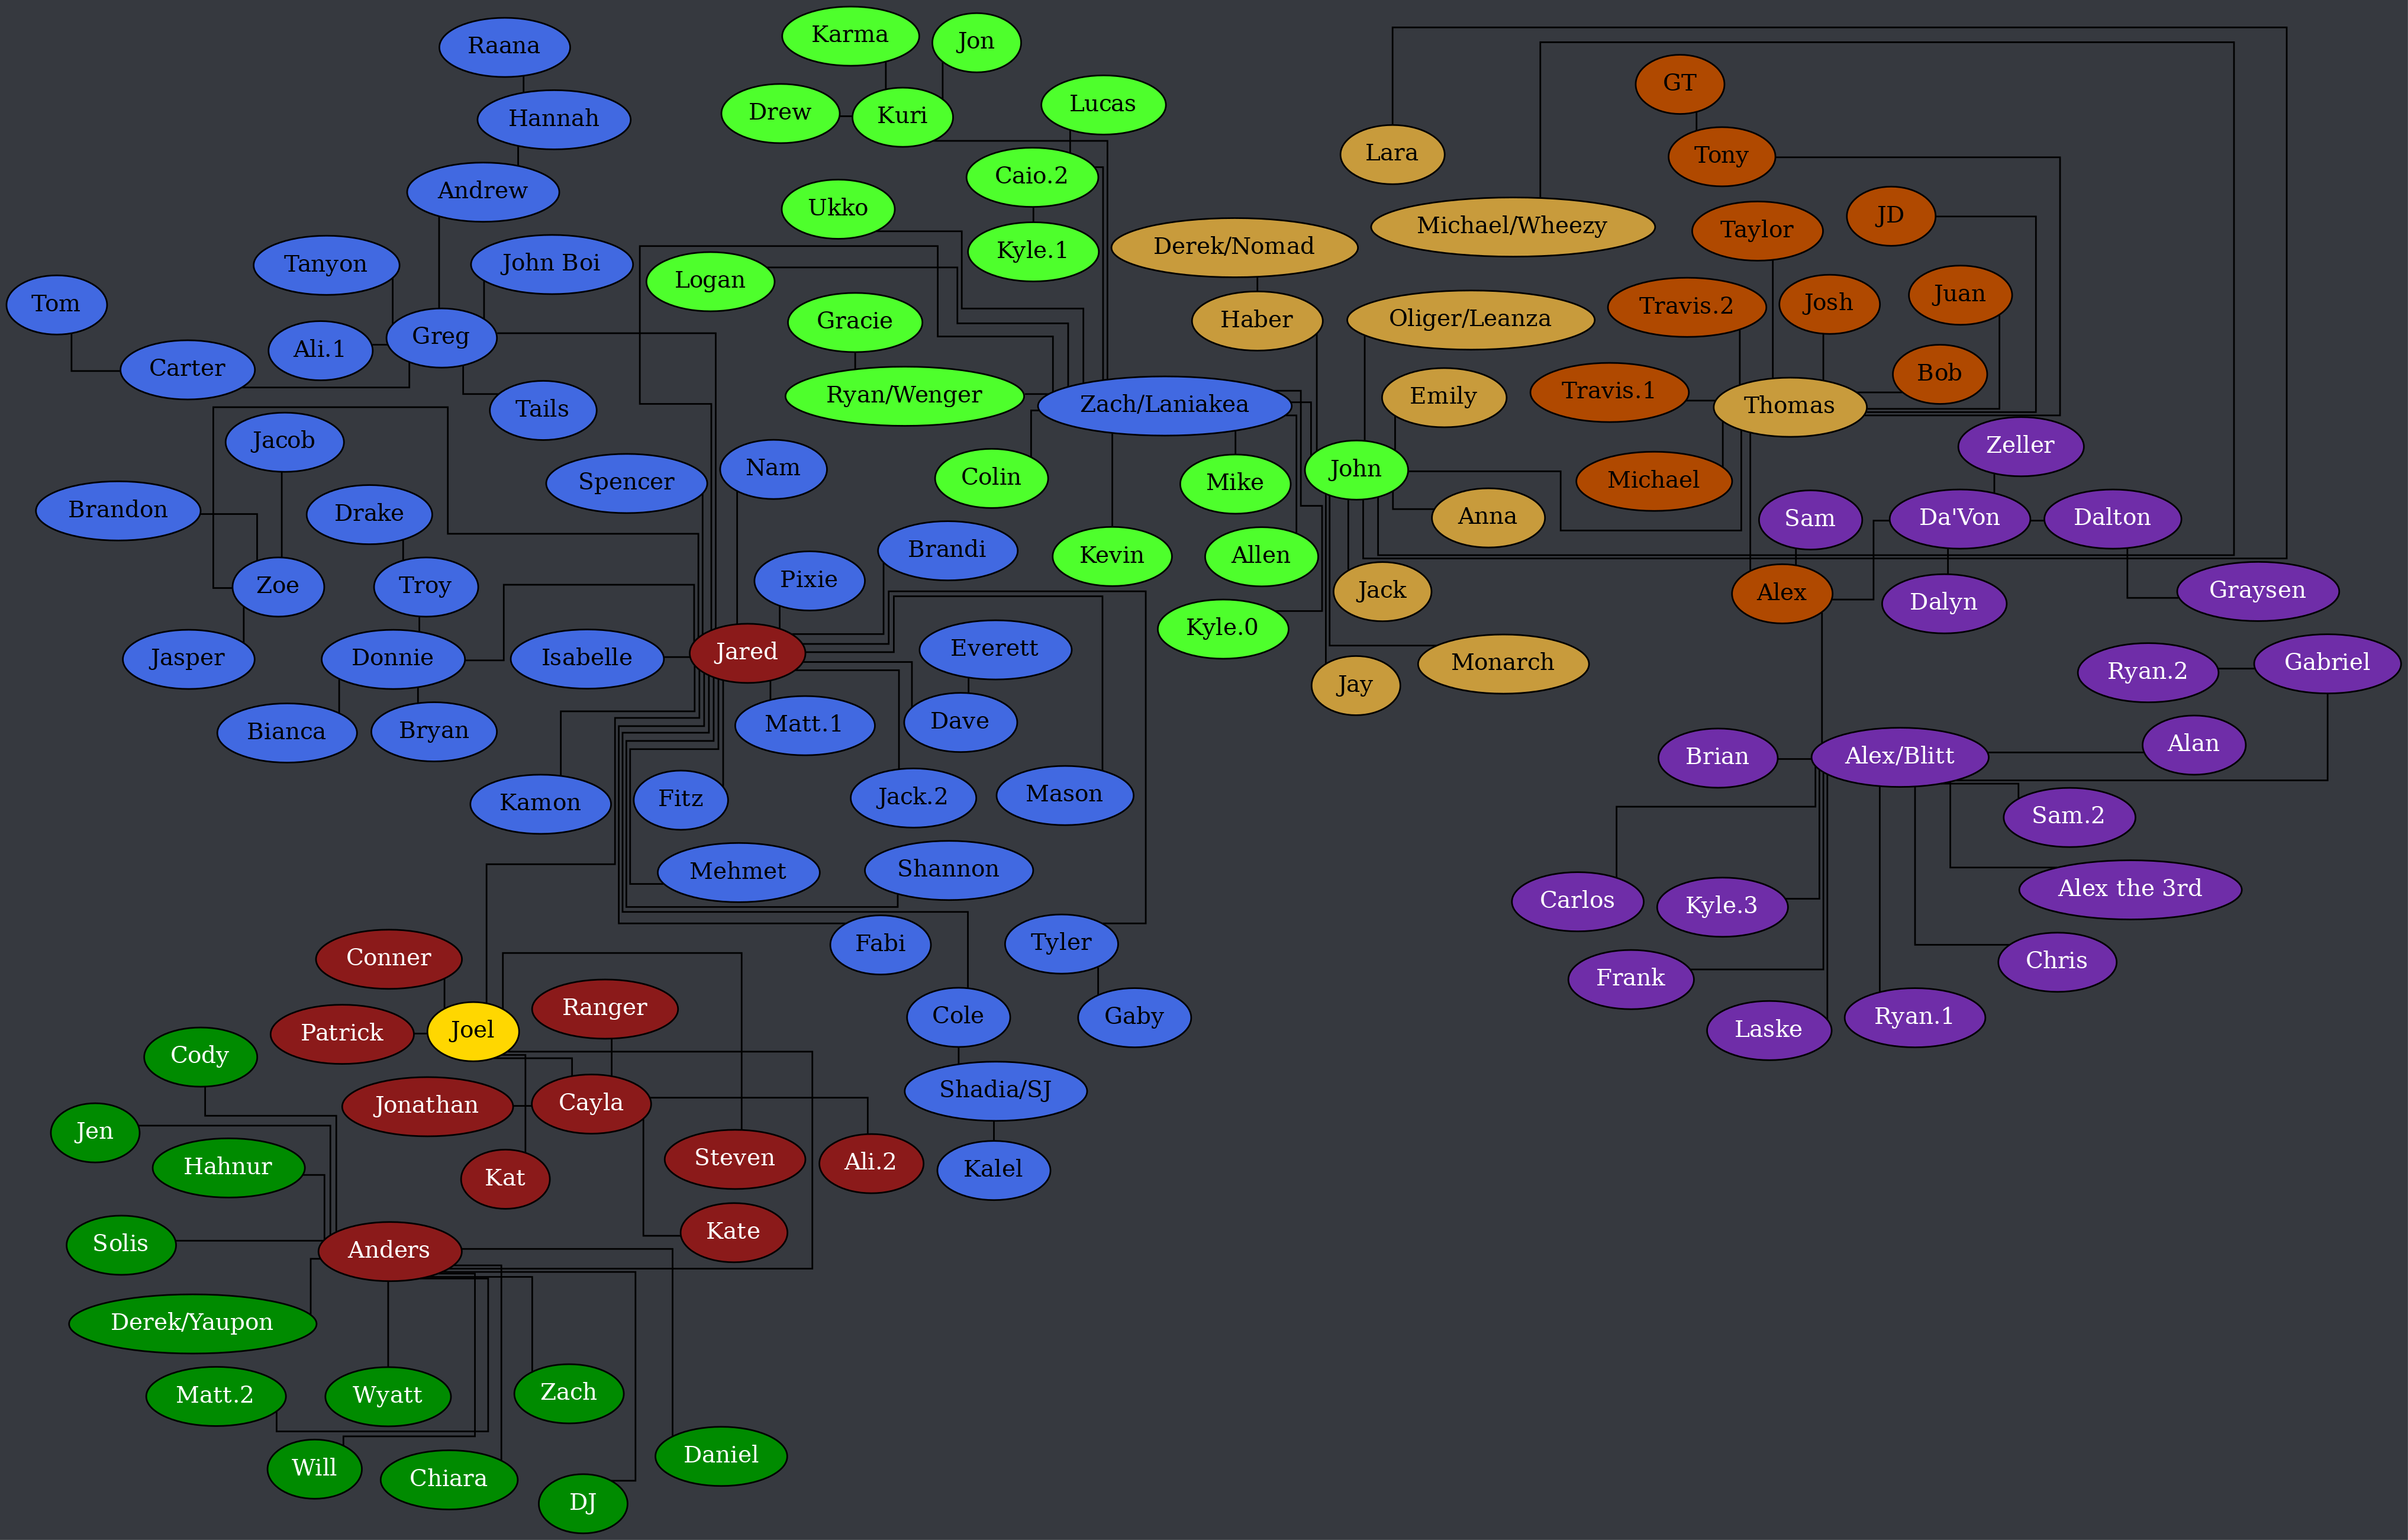 Raana
Karma
Jon
Hannah
Drew
Kuri
Lucas
GT
Lara
Tony
Andrew
Caio.2
Ukko
Michael/Wheezy
Taylor
JD
Tanyon
John Boi
Logan
Kyle.1
Derek/Nomad
Tom
Ali.1
Greg
Gracie
Haber
Oliger/Leanza
Travis.2
Josh
Juan
Carter
Tails
Ryan/Wenger
Zach/Laniakea
Emily
Travis.1
Thomas
Bob
Jacob
Spencer
Nam
Colin
Mike
John
Michael
Zeller
Brandon
Drake
Brandi
Kevin
Allen
Anna
Sam
Da'Von
Dalton
Zoe
Troy
Pixie
Jack
Alex
Dalyn
Graysen
Jasper
Donnie
Isabelle
Jared
Everett
Kyle.0
Jay
Monarch
Ryan.2
Gabriel
Bianca
Bryan
Matt.1
Dave
Brian
Alex/Blitt
Alan
Kamon
Fitz
Jack.2
Mason
Sam.2
Mehmet
Shannon
Carlos
Kyle.3
Alex the 3rd
Conner
Fabi
Tyler
Frank
Chris
Patrick
Joel
Ranger
Cole
Gaby
Laske
Ryan.1
Cody
Jonathan
Cayla
Shadia/SJ
Jen
Hahnur
Kat
Steven
Ali.2
Kalel
Solis
Anders
Kate
Derek/Yaupon
Matt.2
Wyatt
Zach
Will
Chiara
DJ
Daniel